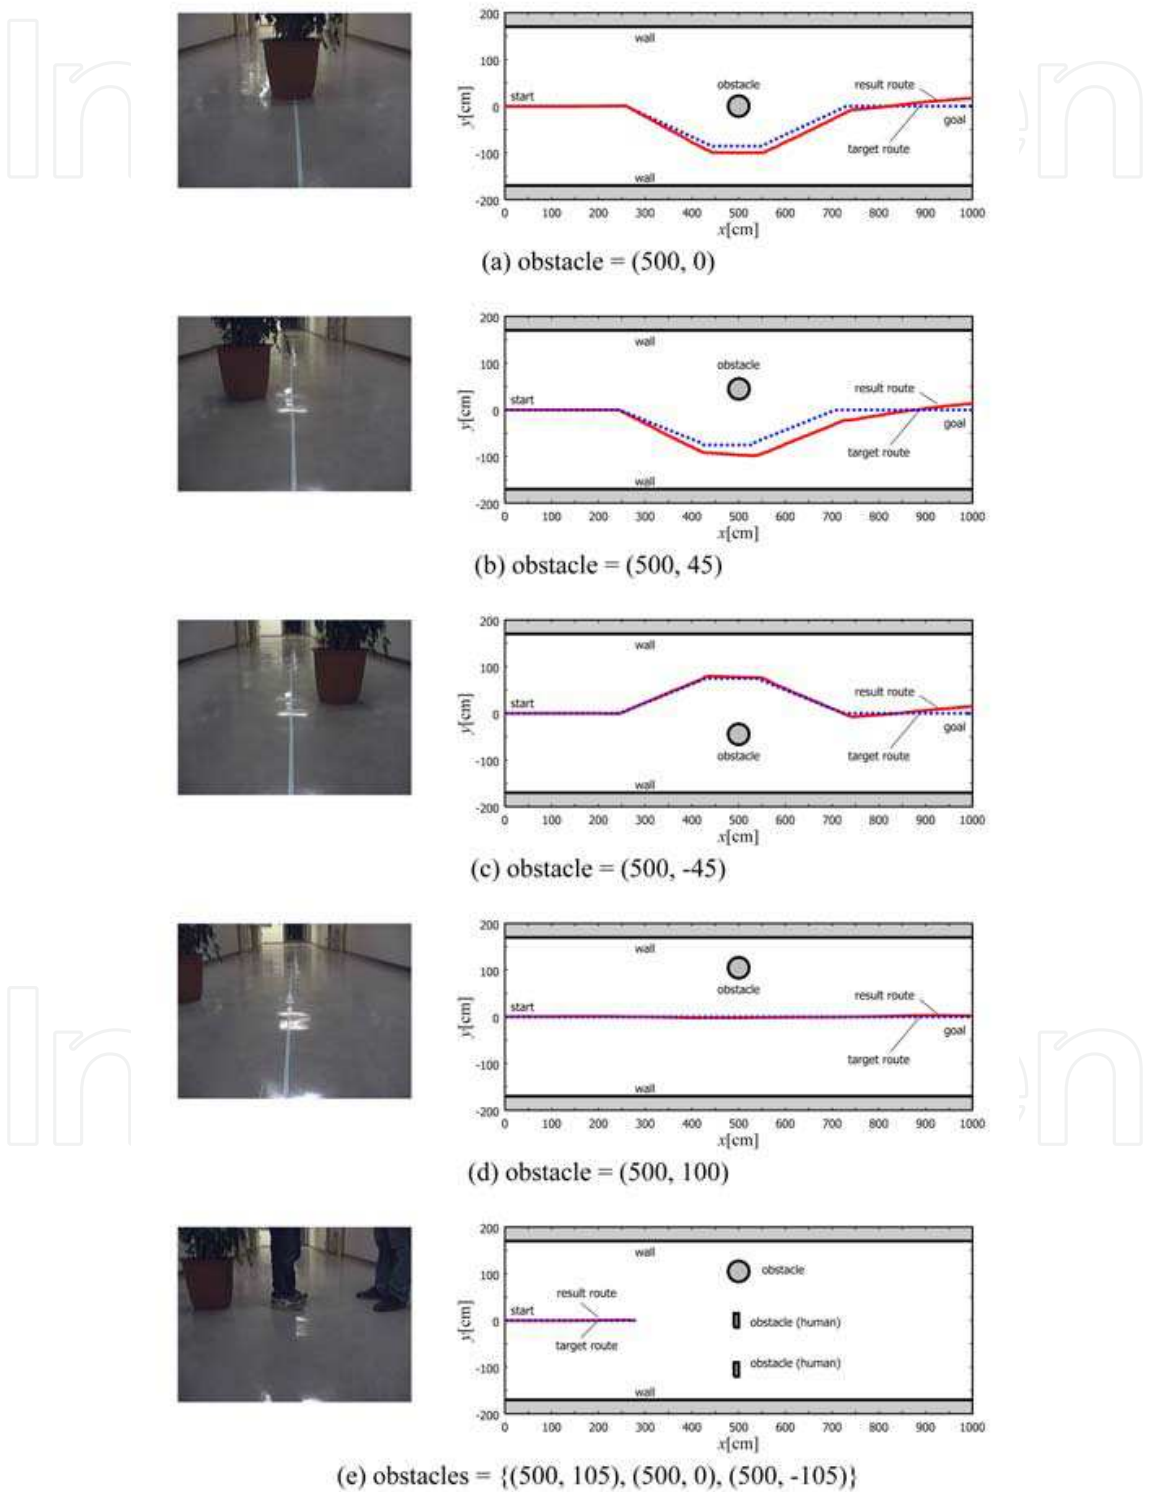 200
wall
100
obstacle
result route
start
0
goal
y[cm]
-100
target route
wall
-200
0 100 200 300 400 500 600 700 800 900 1000
x[cm]
(a) obstacle = (500, 0)
200
wall
100
obstacle
result route
start
0
goal
y[cm]
-100
target route
wall
-200
0 100 200 300 400 500 600 700 800 900 1000
x[cm]
(b) obstacle = (500, 45)
200
wall
100
result route
start
0
goal
y[cm]
obstacle
target route
-100
wall
-200
0 100 200 300 400 500 600 700 800 900 1000
x[cm]
(c) obstacle = (500, -45)
200
wall
100
obstacle
result route
start
0
goal
y[cm]
target route
-100
wall
-200
0 100 200 300 400 500 600 700 800 900 1000
x[cm]
(d) obstacle = (500, 100)
200
wall
obstacle
100
result route
start
0
obstacle (human)
y[cm]
target route
obstacle (human)
-100
wall
-200
0 100 200 300 400 500 600 700 800 900 1000
x[cm]
(e) obstacles = {(500, 105), (500, 0), (500, -105)}